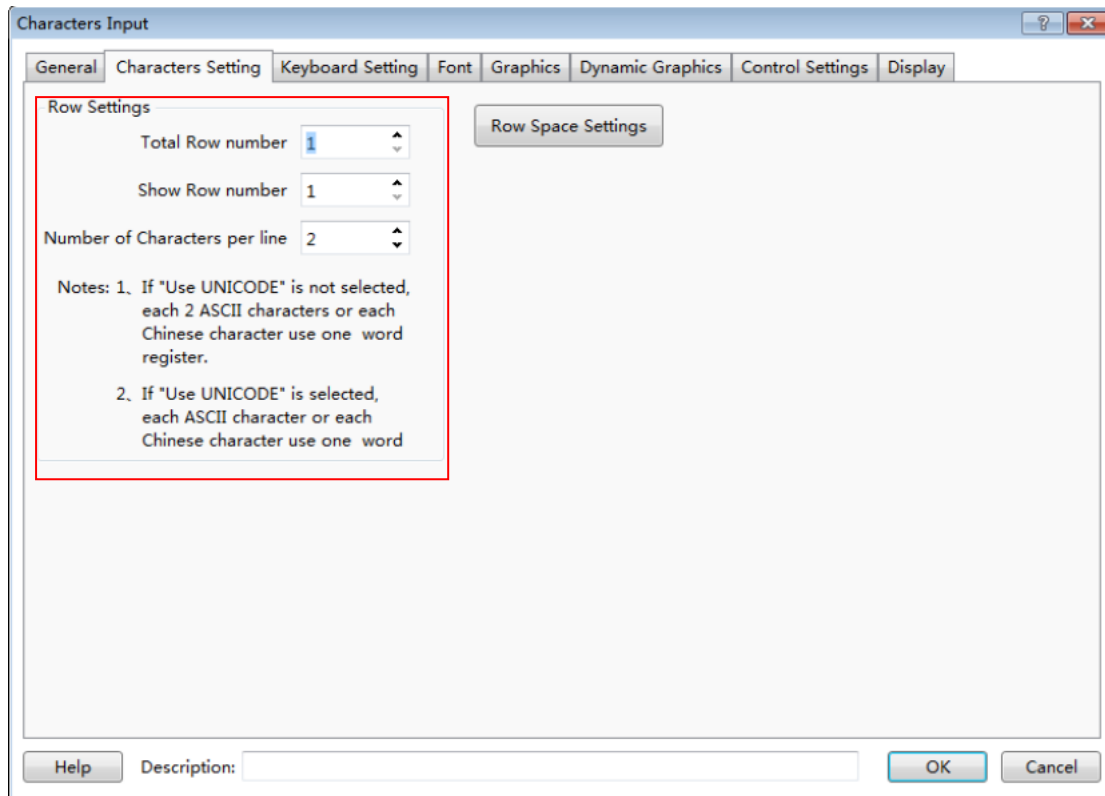 Characters Input
General Characters Setting Keyboard Setting Font Graphics Dynamic Graphics Control Settings Display
Row Settings
Total Row number 1
Show Row number 1
Number of Characters per line 2
Notes: 1、If "Use UNICODE" is not selected,
each 2 ASCII characters or each
Chinese character use one word
register.
2、If "Use UNICODE" is selected,
each ASCII character or each
Chinese character use one word
Row Space Settings
Help Description: OK Cancel